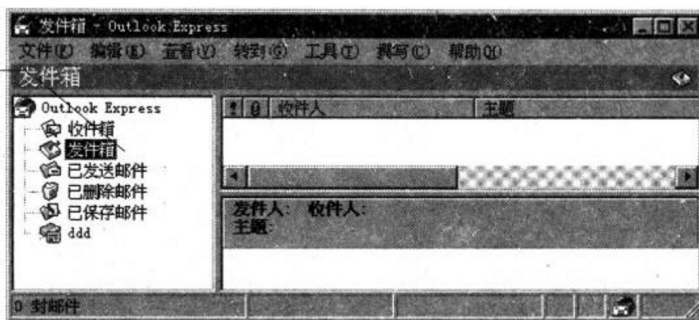 发件箱 - Outlook Express
文件(F) 编辑(E) 查看(V) 转到(G) 工具(T) 撰写(C) 帮助(H)
发件箱
Outlook Express
收件箱
发件箱
已发送邮件
已删除邮件
已保存邮件
ddd
! 收件人 主题
发件人: 收件人:
主题:
0 封邮件